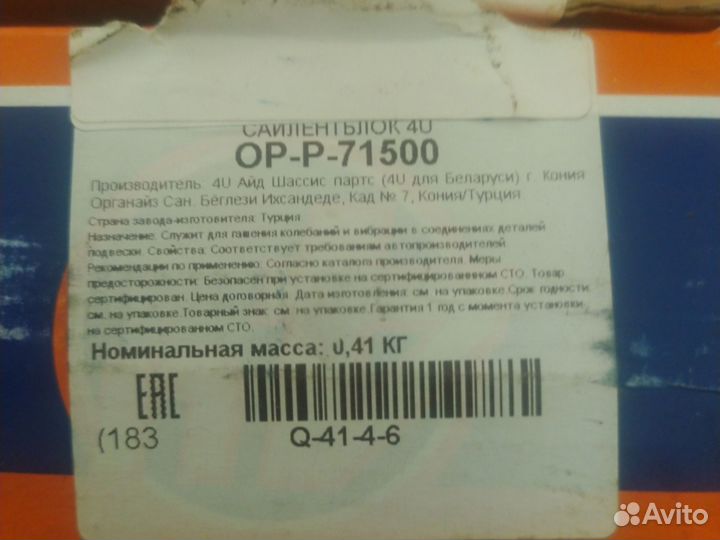 САЙЛЕНТБЛОК 4U
OP-P-71500
Производитель: 4U Айд Шассис партс (4U для Беларуси) г. Кония
Органайз Сан. Беглези Ихсандеде, Кад № 7, Кония/Турция
Страна завода-изготовителя: Турция
Назначение: Служит для гашения колебаний и вибрации в соединениях деталей
подвески. Свойства: Соответствует требованиям автопроизводителей.
Рекомендации по применению: Согласно каталога производителя. Меры
предосторожности: Безопасен при установке на сертифицированнном СТО. Товар
сертифицирован. Цена договорная. Дата изготовления: см. на упаковке.Срок годности:
см. на упаковке.Товарный знак: см. на упаковке.Гарантия 1 год с момента установки
на сертифицированном СТО.
Номинальная масса: 0,41 КГ
EAC
(183
Q-41-4-6
Avito